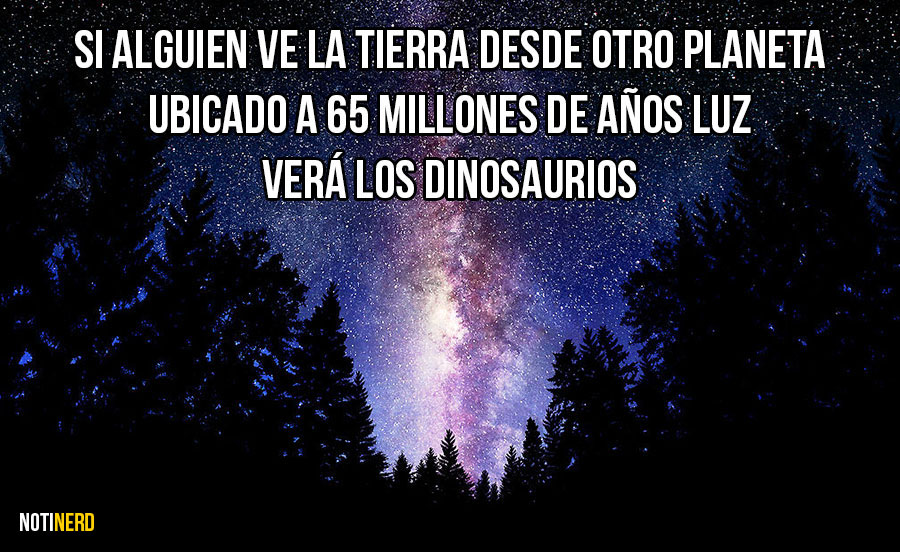 SI ALGUIEN VE LA TIERRA DESDE OTRO PLANETA
UBICADO A 65 MILLONES DE AÑOS LUZ
VERÁ LOS DINOSAURIOS
NOTINERD